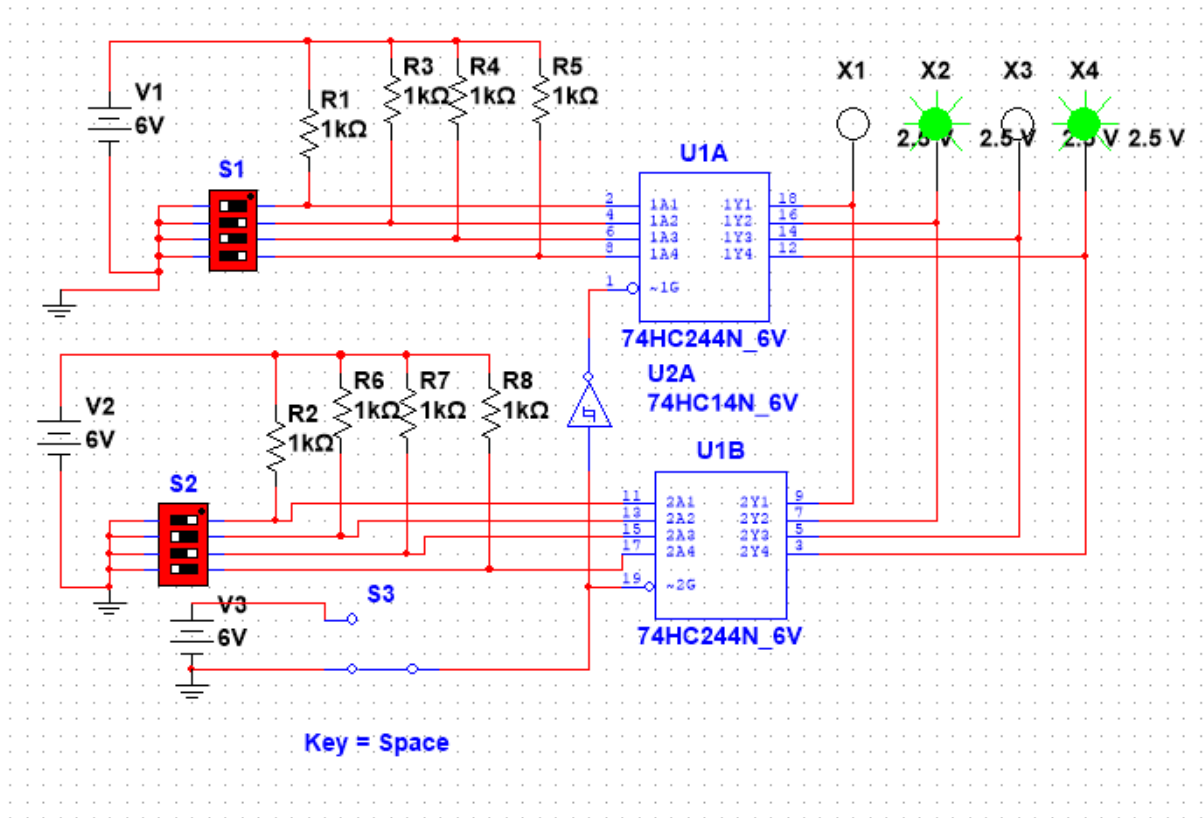 X1 X2 X3 X4
2.5 V 2.5 V 2.5 V 2.5 V
V1
6V
R1
1kΩ
R3
1kΩ
R4
1kΩ
R5
1kΩ
S1
U1A
2 1A1 1Y1 18
4 1A2 1Y2 16
6 1A3 1Y3 14
8 1A4 1Y4 12
1 ~1G
74HC244N_6V
U2A
74HC14N_6V
V2
6V
R2
1kΩ
R6
1kΩ
R7
1kΩ
R8
1kΩ
S2
U1B
11 2A1 2Y1 9
13 2A2 2Y2 7
15 2A3 2Y3 5
17 2A4 2Y4 3
19 ~2G
74HC244N_6V
V3
6V
S3
Key = Space